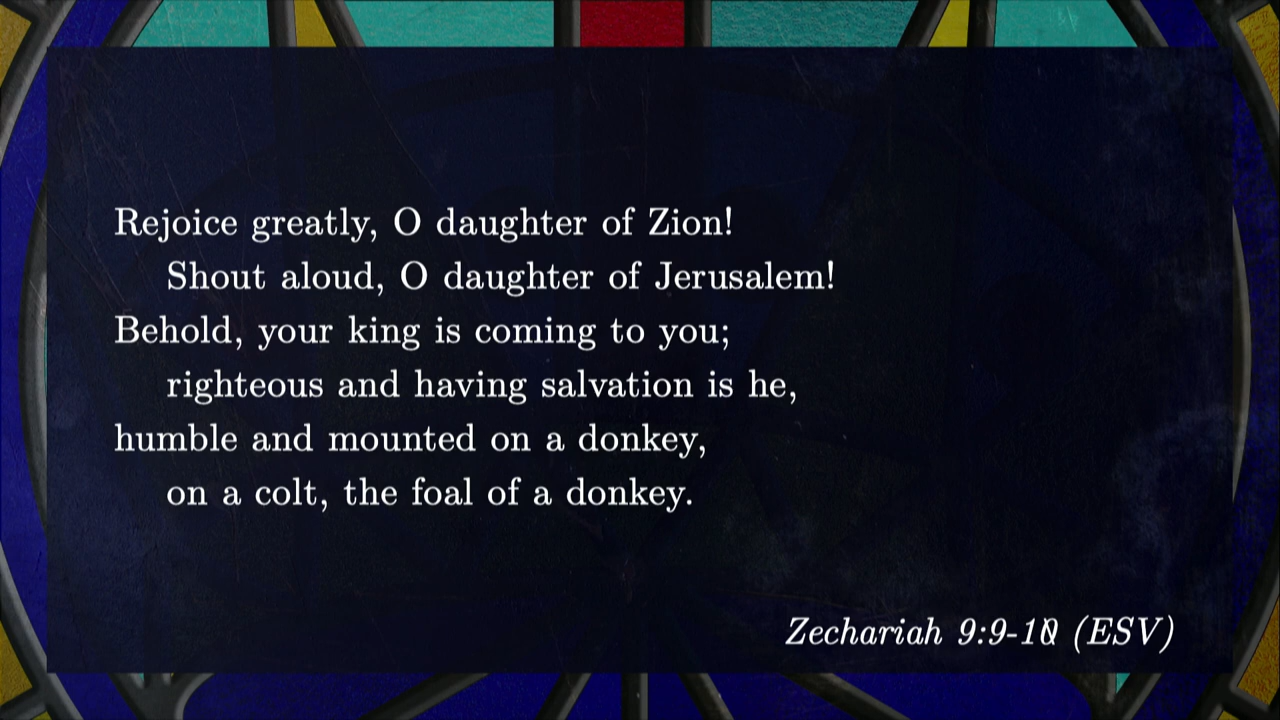 Rejoice greatly, O daughter of Zion!
Shout aloud, O daughter of Jerusalem!
Behold, your king is coming to you;
righteous and having salvation is he,
humble and mounted on a donkey,
on a colt, the foal of a donkey.
Zechariah 9:9-10 (ESV)